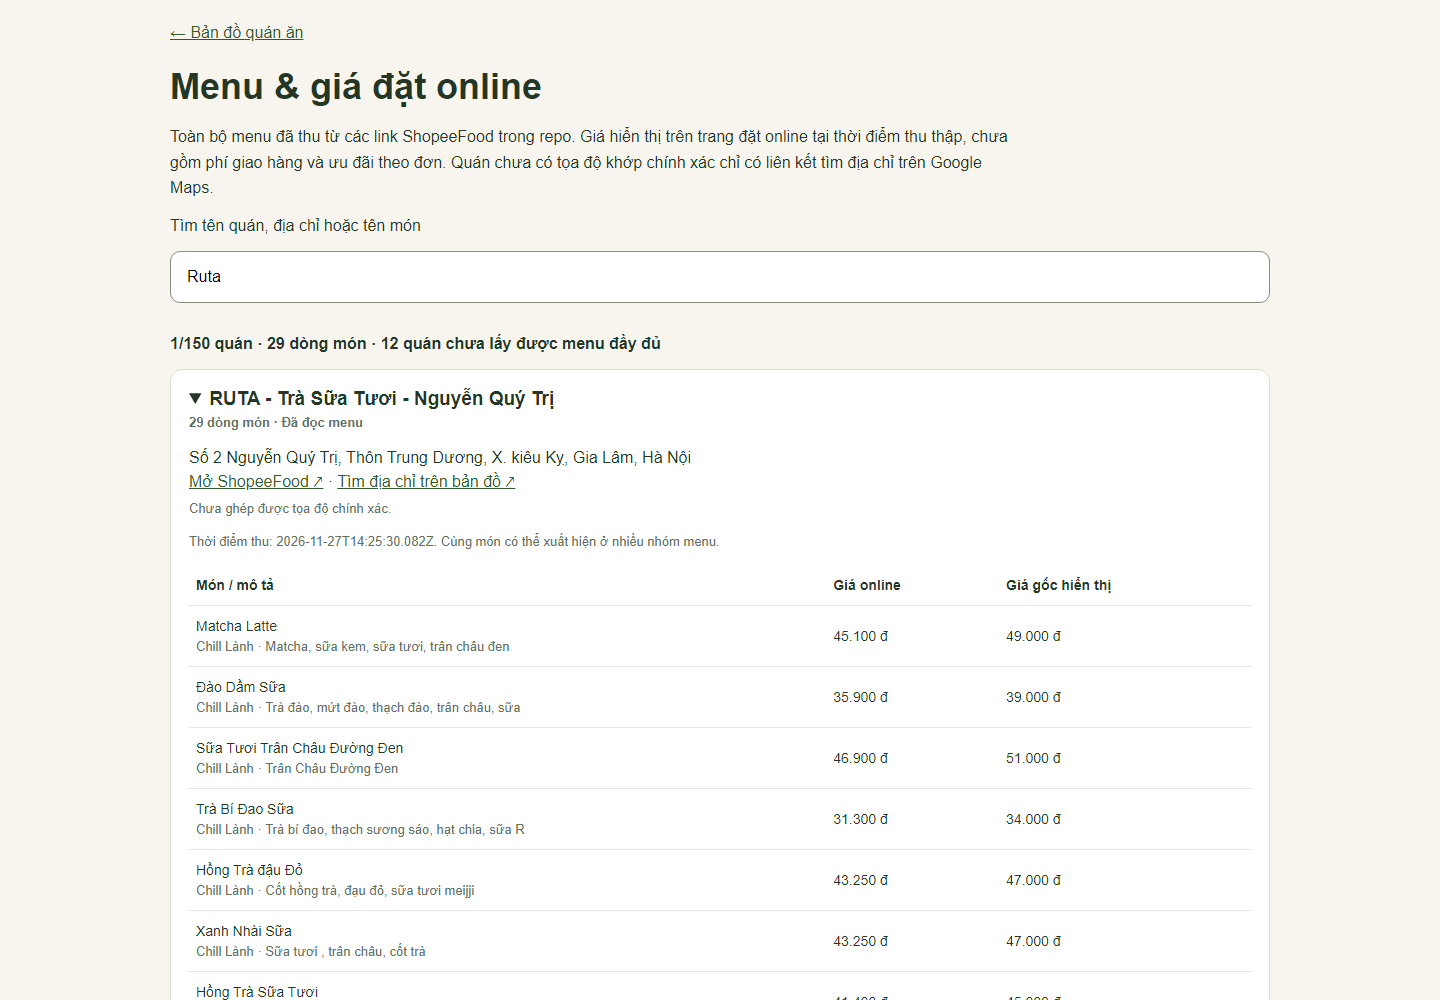 ← Bản đồ quán ăn
Menu & giá đặt online
Toàn bộ menu đã thu từ các link ShopeeFood trong repo. Giá hiển thị trên trang đặt online tại thời điểm thu thập, chưa
gồm phí giao hàng và ưu đãi theo đơn. Quán chưa có tọa độ khớp chính xác chỉ có liên kết tìm địa chỉ trên Google
Maps.
Tìm tên quán, địa chỉ hoặc tên món
Ruta
1/150 quán · 29 dòng món · 12 quán chưa lấy được menu đầy đủ
▼ RUTA - Trà Sữa Tươi - Nguyễn Quý Trị
29 dòng món · Đã đọc menu
Số 2 Nguyễn Quý Trị, Thôn Trung Dương, X. kiêu Kỵ, Gia Lâm, Hà Nội
Mở ShopeeFood ↗ · Tìm địa chỉ trên bản đồ ↗
Chưa ghép được tọa độ chính xác.
Thời điểm thu: 2026-11-27T14:25:30.082Z. Cùng món có thể xuất hiện ở nhiều nhóm menu.
Món / mô tả Giá online Giá gốc hiển thị
Matcha Latte
Chill Lành · Matcha, sữa kem, sữa tươi, trân châu đen
45.100 đ 49.000 đ
Đào Dầm Sữa
Chill Lành · Trà đào, mứt đào, thạch đào, trân châu, sữa
35.900 đ 39.000 đ
Sữa Tươi Trân Châu Đường Đen
Chill Lành · Trân Châu Đường Đen
46.900 đ 51.000 đ
Trà Bí Đao Sữa
Chill Lành · Trà bí đao, thạch sương sáo, hạt chia, sữa R
31.300 đ 34.000 đ
Hồng Trà đậu Đỏ
Chill Lành · Cốt hồng trà, đạu đỏ, sữa tươi meijji
43.250 đ 47.000 đ
Xanh Nhài Sữa
Chill Lành · Sữa tươi , trân châu, cốt trà
43.250 đ 47.000 đ
Hồng Trà Sữa Tươi